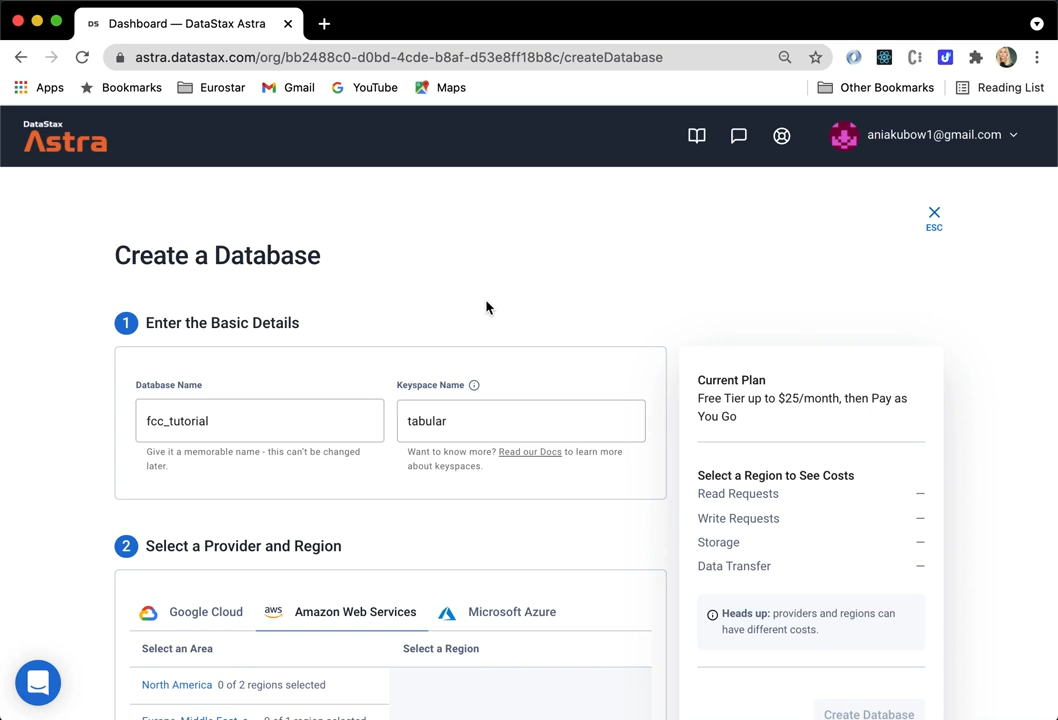 DS Dashboard — DataStax Astra
astra.datastax.com/org/bb2488c0-d0bd-4cde-b8af-d53e8ff18b8c/createDatabase
Apps Bookmarks Eurostar Gmail YouTube Maps Other Bookmarks Reading List
DataStax
Astra
aniakubow1@gmail.com
ESC
Create a Database
1 Enter the Basic Details
Database Name
fcc_tutorial
Give it a memorable name - this can't be changed
later.
Keyspace Name
tabular
Want to know more? Read our Docs to learn more
about keyspaces.
Current Plan
Free Tier up to $25/month, then Pay as
You Go
Select a Region to See Costs
Read Requests –
Write Requests –
Storage –
Data Transfer –
Heads up: providers and regions can
have different costs.
Create Database
2 Select a Provider and Region
Google Cloud aws Amazon Web Services Microsoft Azure
Select an Area Select a Region
North America 0 of 2 regions selected